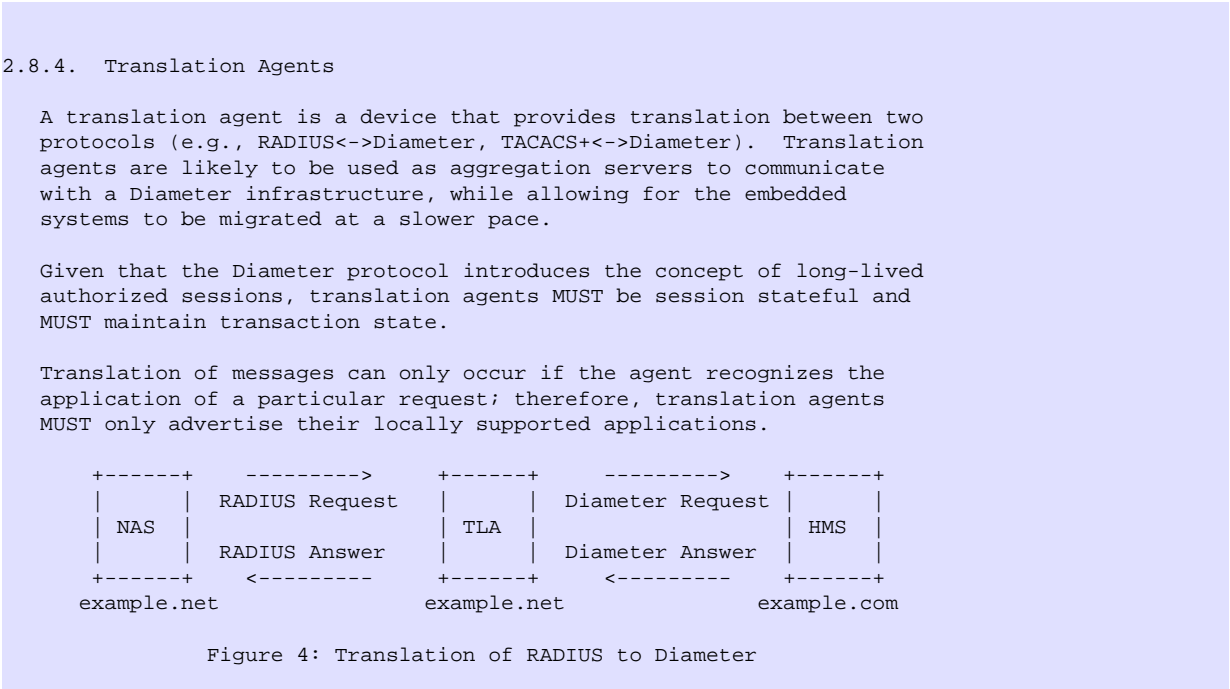 2.8.4.  Translation Agents

   A translation agent is a device that provides translation between two
   protocols (e.g., RADIUS<->Diameter, TACACS+<->Diameter).  Translation
   agents are likely to be used as aggregation servers to communicate
   with a Diameter infrastructure, while allowing for the embedded
   systems to be migrated at a slower pace.

   Given that the Diameter protocol introduces the concept of long-lived
   authorized sessions, translation agents MUST be session stateful and
   MUST maintain transaction state.

   Translation of messages can only occur if the agent recognizes the
   application of a particular request; therefore, translation agents
   MUST only advertise their locally supported applications.

       +------+    --------->     +------+     --------->    +------+
       |      |  RADIUS Request   |      |  Diameter Request |      |
       | NAS  |                   | TLA  |                   | HMS  |
       |      |  RADIUS Answer    |      |  Diameter Answer  |      |
       +------+    <---------     +------+     <---------    +------+
      example.net                example.net               example.com

                Figure 4: Translation of RADIUS to Diameter